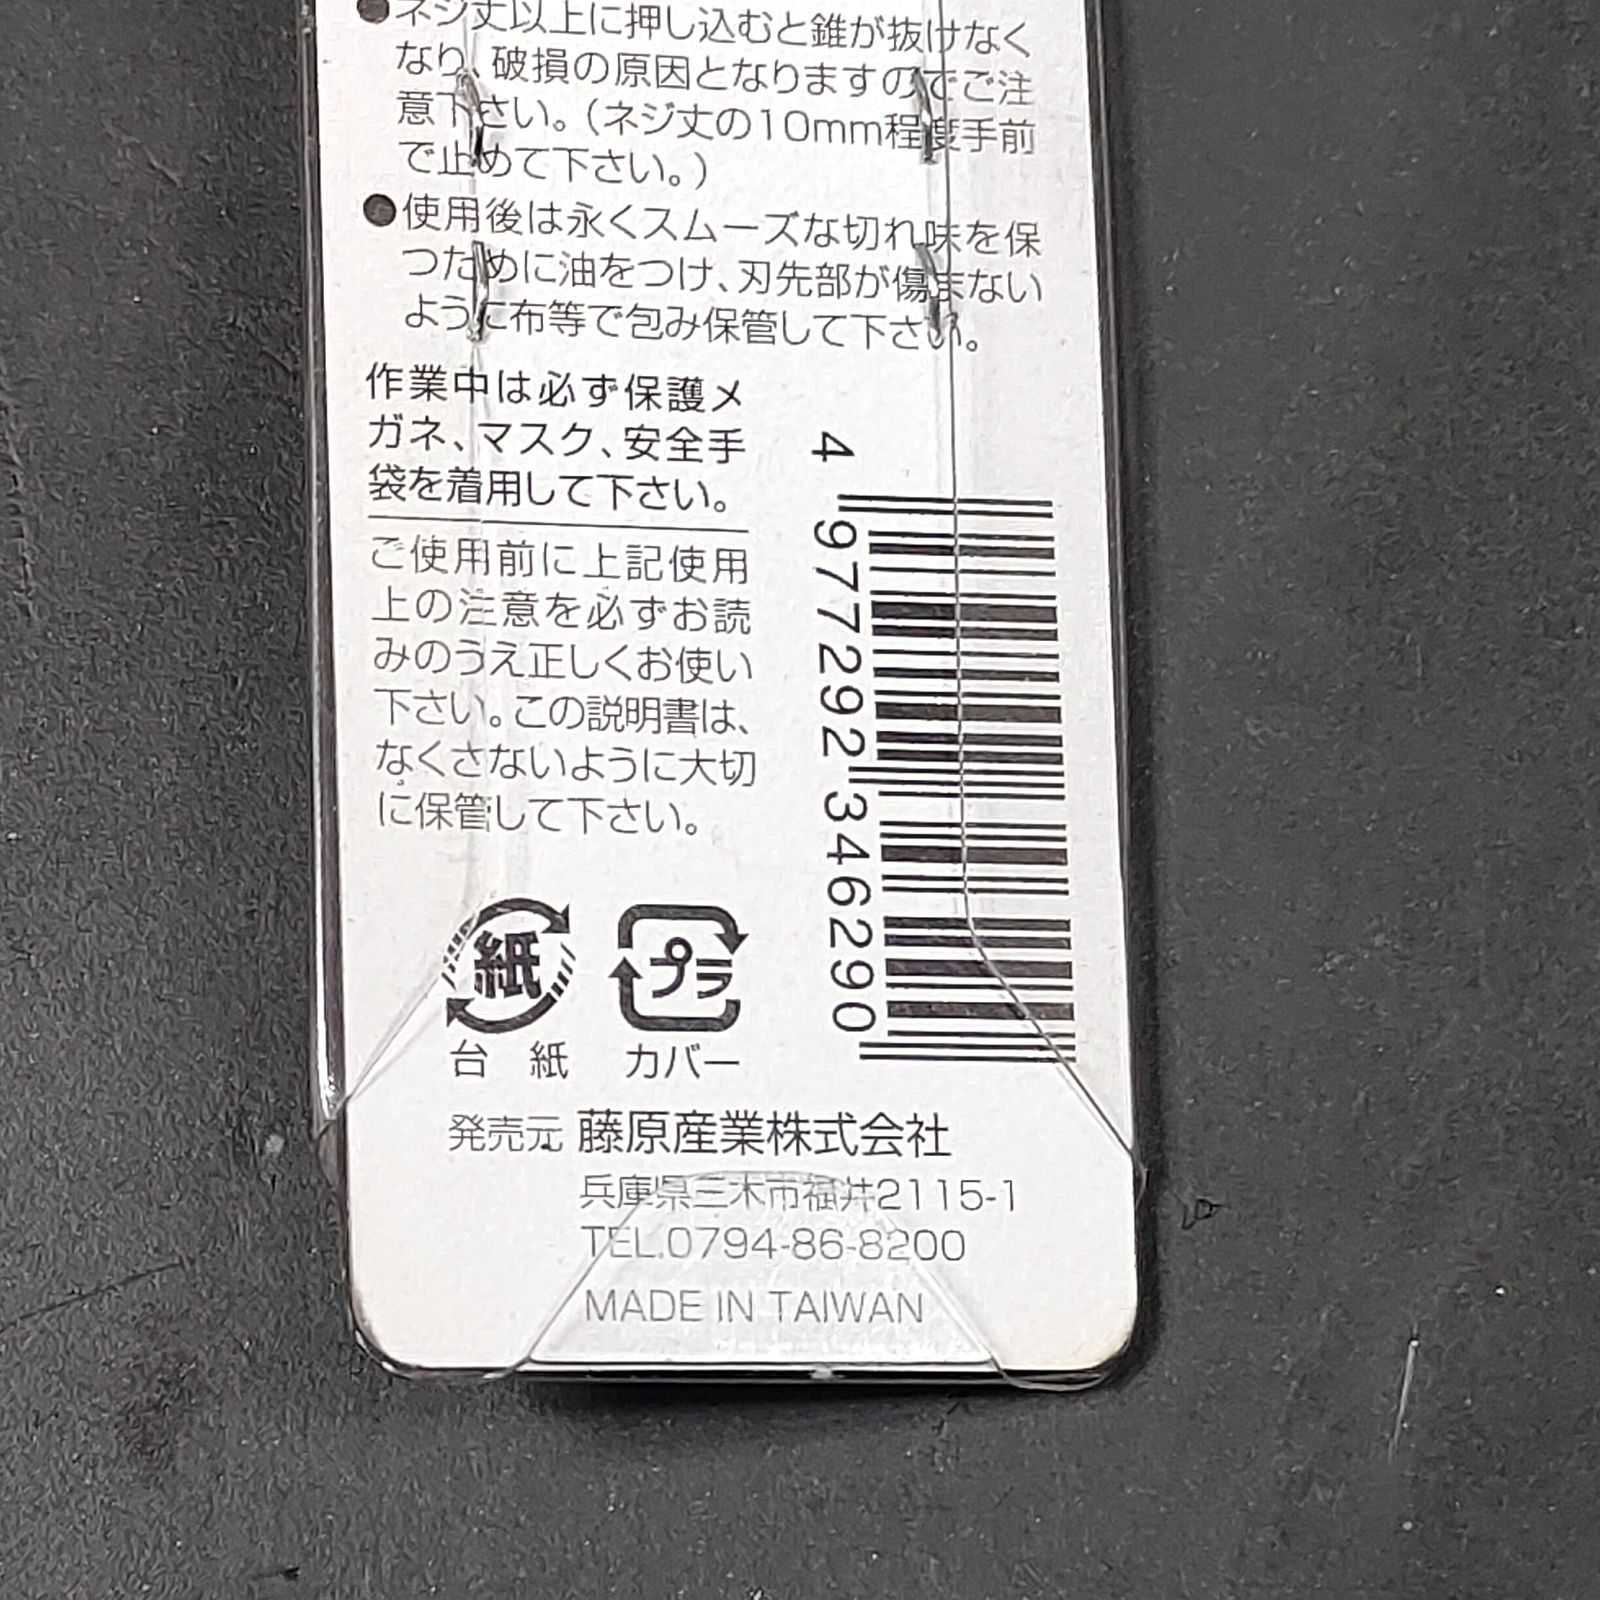 ●ネジ丈以上に押し込むと錐が抜けなく
なり、破損の原因となりますのでご注
意下さい。(ネジ丈の10mm程度手前
で止めて下さい。)
●使用後は永くスムーズな切れ味を保
つために油をつけ、刃先部が傷まない
ように布等で包み保管して下さい。
作業中は必ず保護メ
ガネ、マスク、安全手
袋を着用して下さい。
ご使用前に上記使用
上の注意を必ずお読
みのうえ正しくお使い
下さい。この説明書は、
なくさないように大切
に保管して下さい。
4 977292 346290
紙
台 紙
プラ
カバー
発売元 藤原産業株式会社
兵庫県三木市福井2115-1
TEL.0794-86-8200
MADE IN TAIWAN